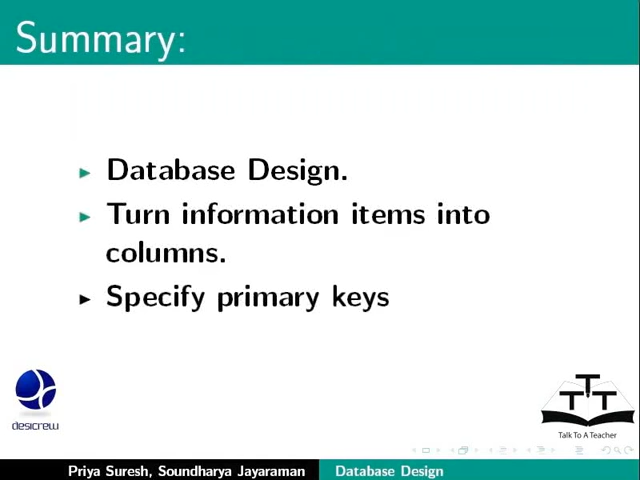 Summary:
Database Design.
Turn information items into
columns.
Specify primary keys
desicrew
T T T
Talk To A Teacher
Priya Suresh, Soundharya Jayaraman Database Design